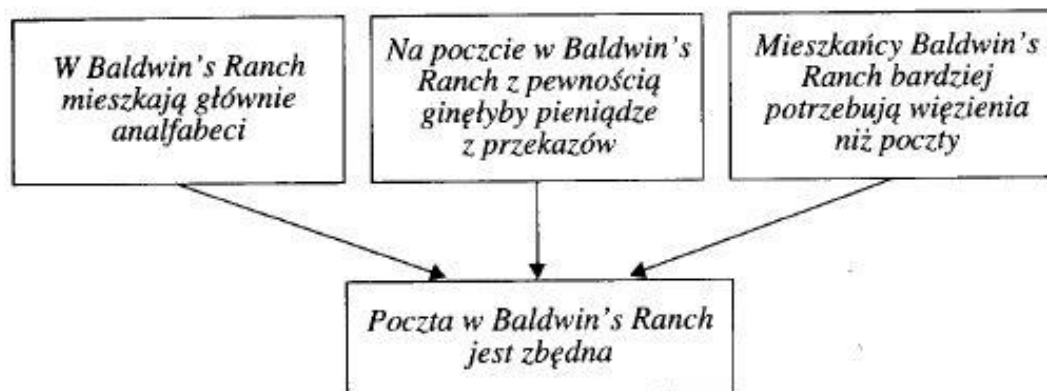 W Baldwin's Ranch
mieszkają głównie
analfabeci
Na poczcie w Baldwin's
Ranch z pewnością
ginęłyby pieniądze
z przekazów
Mieszkańcy Baldwin's
Ranch bardziej
potrzebują więzienia
niż poczty
Poczta w Baldwin's Ranch
jest zbędna